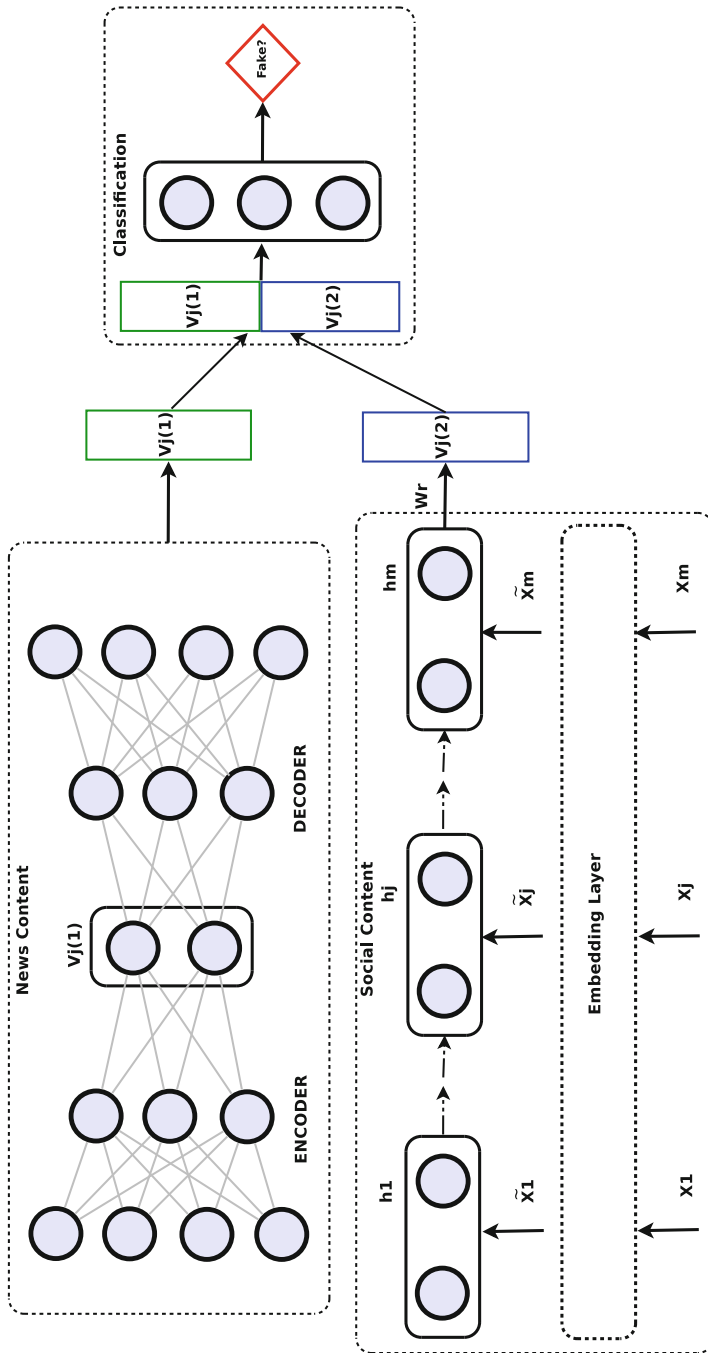 News Content
Vj(1)
ENCODER
DECODER
Vj(1)
Classification
Vj(1)
Vj(2)
Fake?
Social Content
h1
hj
hm
Wr
Vj(2)
X̃1
X̃j
X̃m
Embedding Layer
X1
Xj
Xm